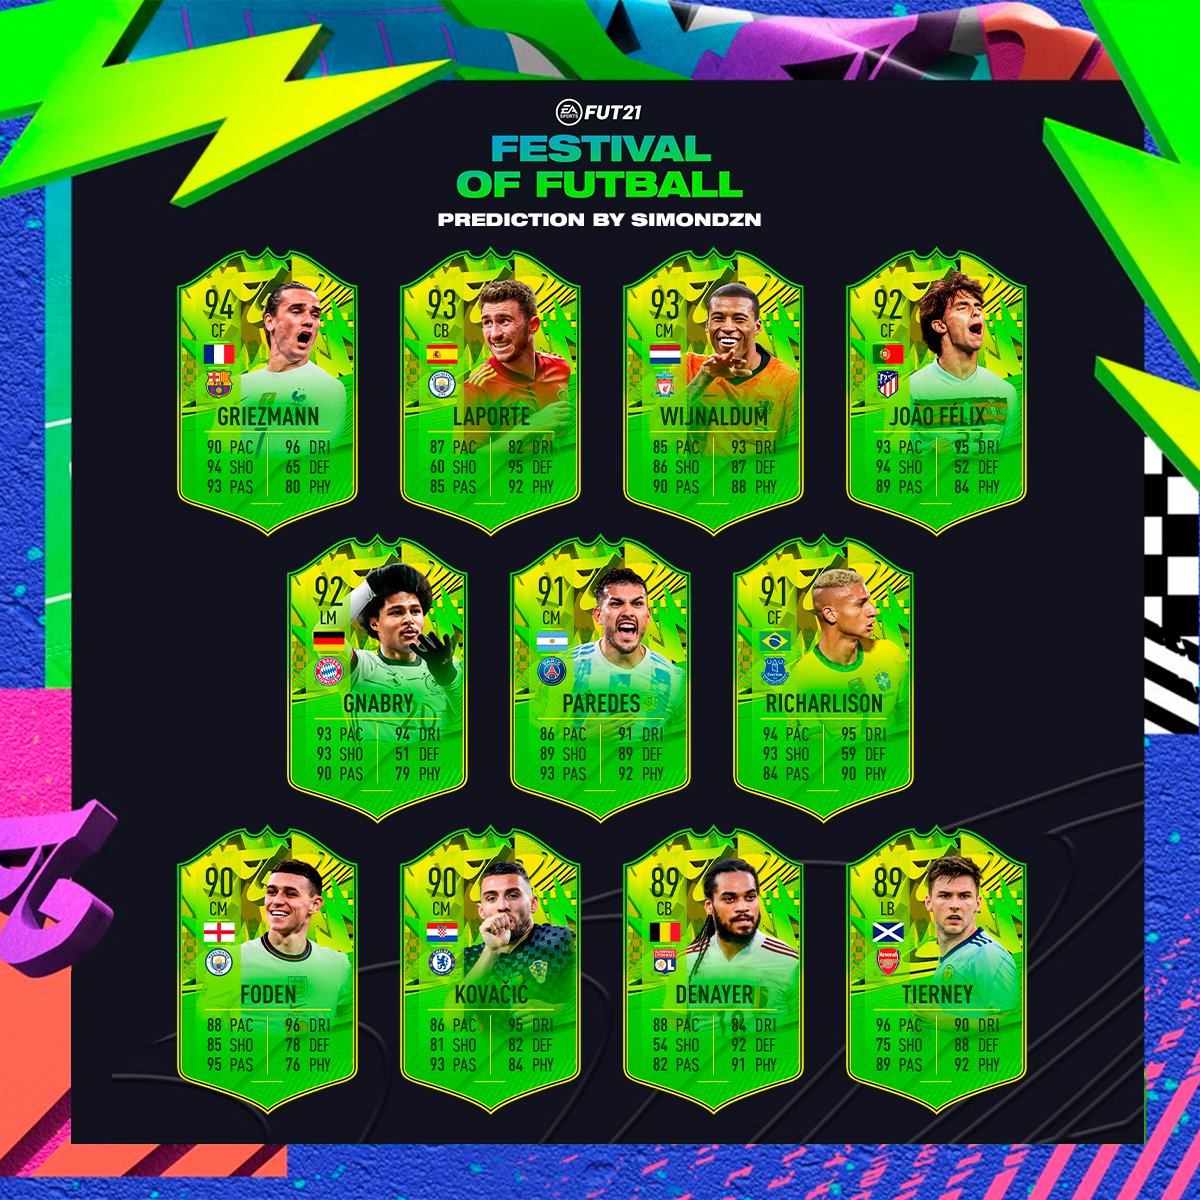 EA SPORTS FUT21
FESTIVAL
OF FUTBALL
PREDICTION BY SIMONDZN
94
CF
GRIEZMANN
90 PAC 96 DRI
94 SHO 65 DEF
93 PAS 80 PHY
93
CB
LAPORTE
87 PAC 82 DRI
60 SHO 95 DEF
85 PAS 92 PHY
93
CM
WIJNALDUM
85 PAC 93 DRI
86 SHO 87 DEF
90 PAS 88 PHY
92
CF
JOÃO FÉLIX
93 PAC 95 DRI
94 SHO 52 DEF
89 PAS 84 PHY
92
LM
GNABRY
93 PAC 94 DRI
93 SHO 51 DEF
90 PAS 79 PHY
91
CM
PAREDES
86 PAC 91 DRI
89 SHO 89 DEF
93 PAS 92 PHY
91
CF
Everton
RICHARLISON
94 PAC 95 DRI
93 SHO 59 DEF
84 PAS 90 PHY
90
CM
FODEN
88 PAC 96 DRI
85 SHO 78 DEF
95 PAS 76 PHY
90
CM
KOVAČIĆ
86 PAC 95 DRI
81 SHO 82 DEF
93 PAS 84 PHY
89
CB
OL
DENAYER
88 PAC 84 DRI
54 SHO 92 DEF
82 PAS 91 PHY
89
LB
Arsenal
TIERNEY
96 PAC 90 DRI
75 SHO 88 DEF
89 PAS 92 PHY